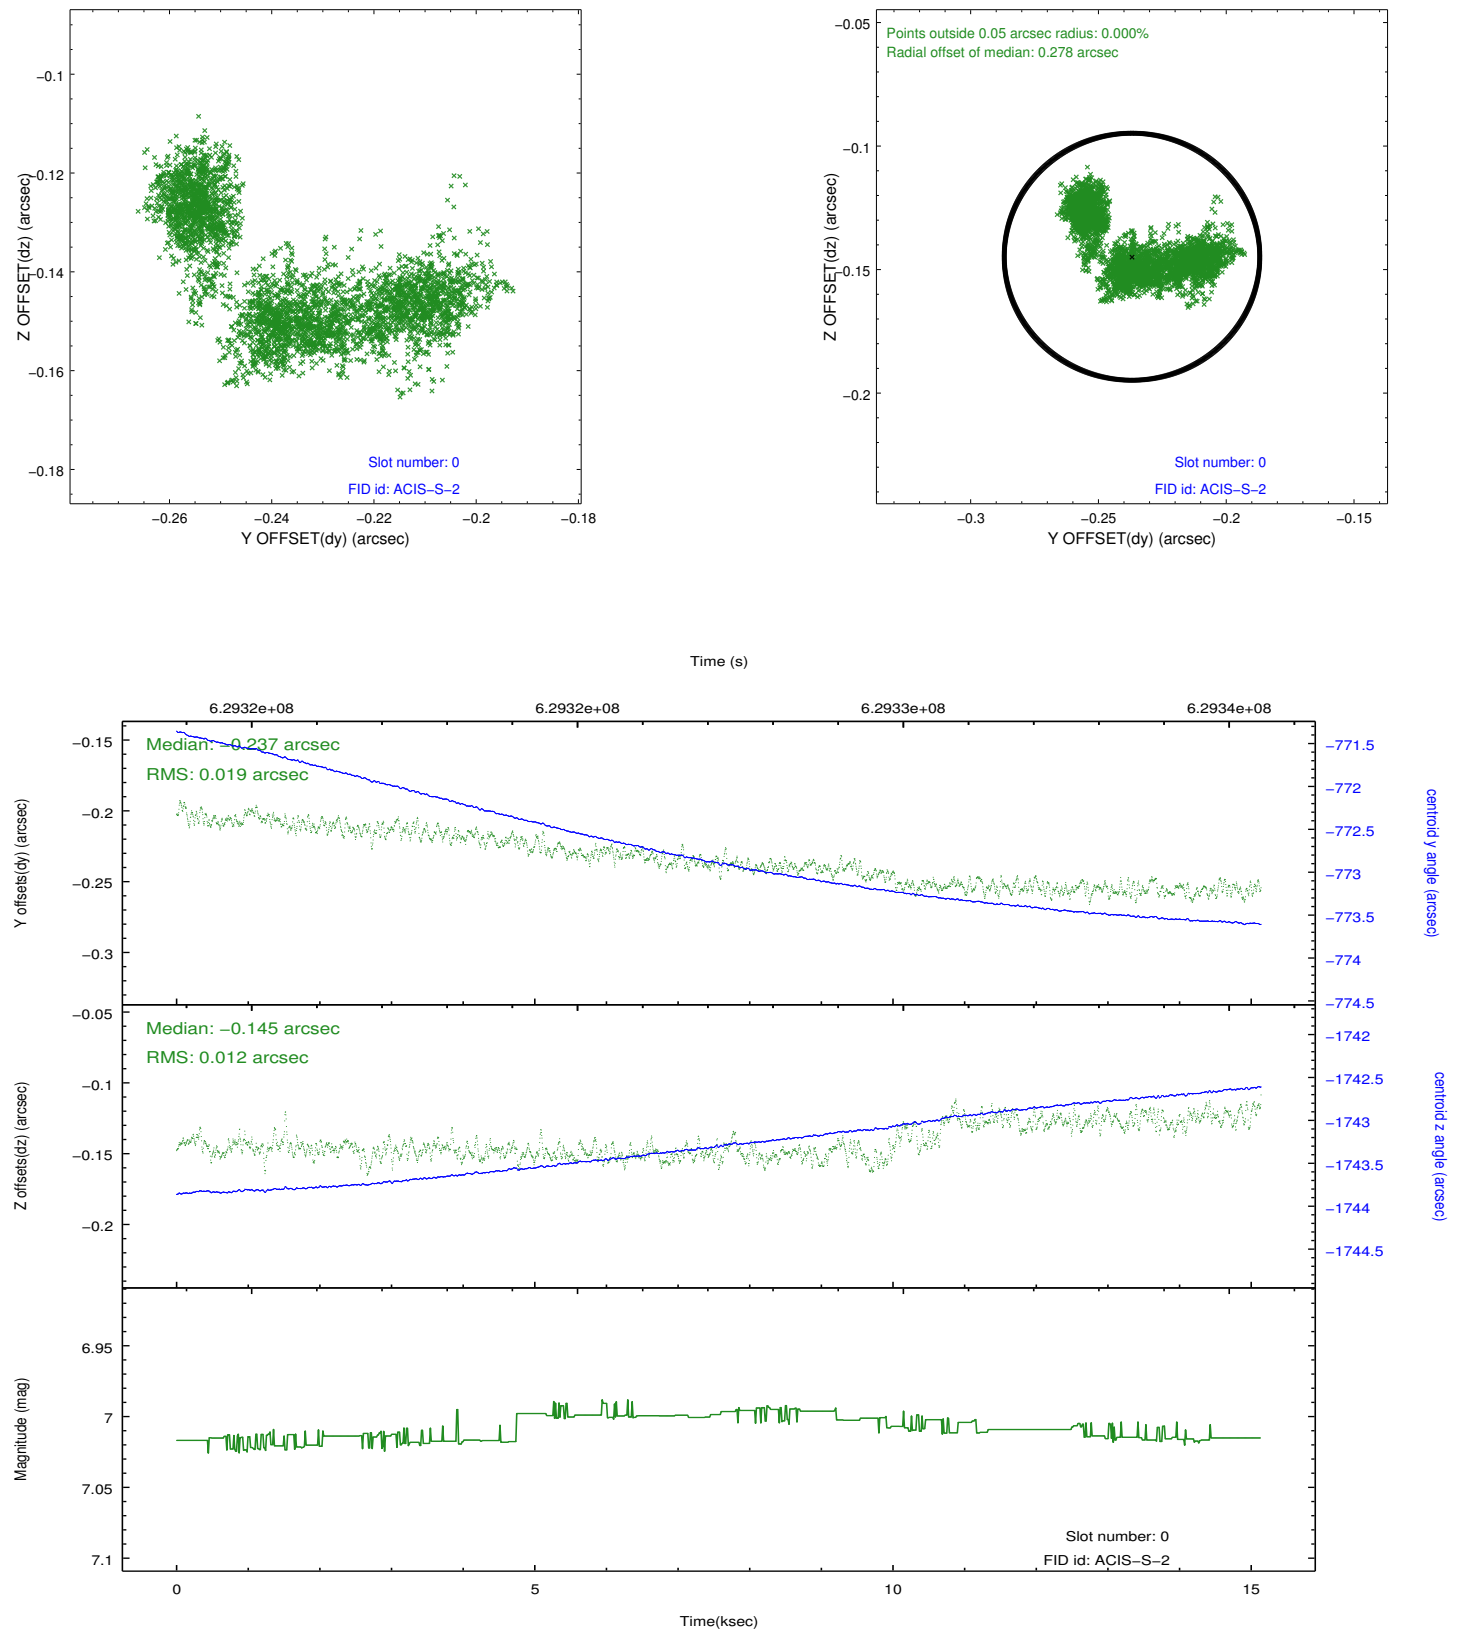 −0.1
−0.12
−0.14
−0.16
−0.18
Z OFFSET(dz) (arcsec)
Slot number: 0
FID id: ACIS−S−2
−0.26
−0.24
−0.22
−0.2
−0.18
Y OFFSET(dy) (arcsec)
−0.05
−0.1
−0.15
−0.2
Z OFFSET(dz) (arcsec)
Points outside 0.05 arcsec radius: 0.000%
Radial offset of median: 0.278 arcsec
Slot number: 0
FID id: ACIS−S−2
−0.3
−0.25
−0.2
−0.15
Y OFFSET(dy) (arcsec)
Time (s)
6.2932e+08
6.2932e+08
6.2933e+08
6.2934e+08
−0.15
−0.2
−0.25
−0.3
Y offsets(dy) (arcsec)
Median: −0.237 arcsec
RMS: 0.019 arcsec
−771.5
−772
−772.5
−773
−773.5
−774
−774.5
centroid y angle (arcsec)
−0.05
−0.1
−0.15
−0.2
Z offsets(dz) (arcsec)
Median: −0.145 arcsec
RMS: 0.012 arcsec
−1742
−1742.5
−1743
−1743.5
−1744
−1744.5
centroid z angle (arcsec)
6.95
7
7.05
7.1
Magnitude (mag)
Slot number: 0
FID id: ACIS−S−2
0
5
10
15
Time(ksec)